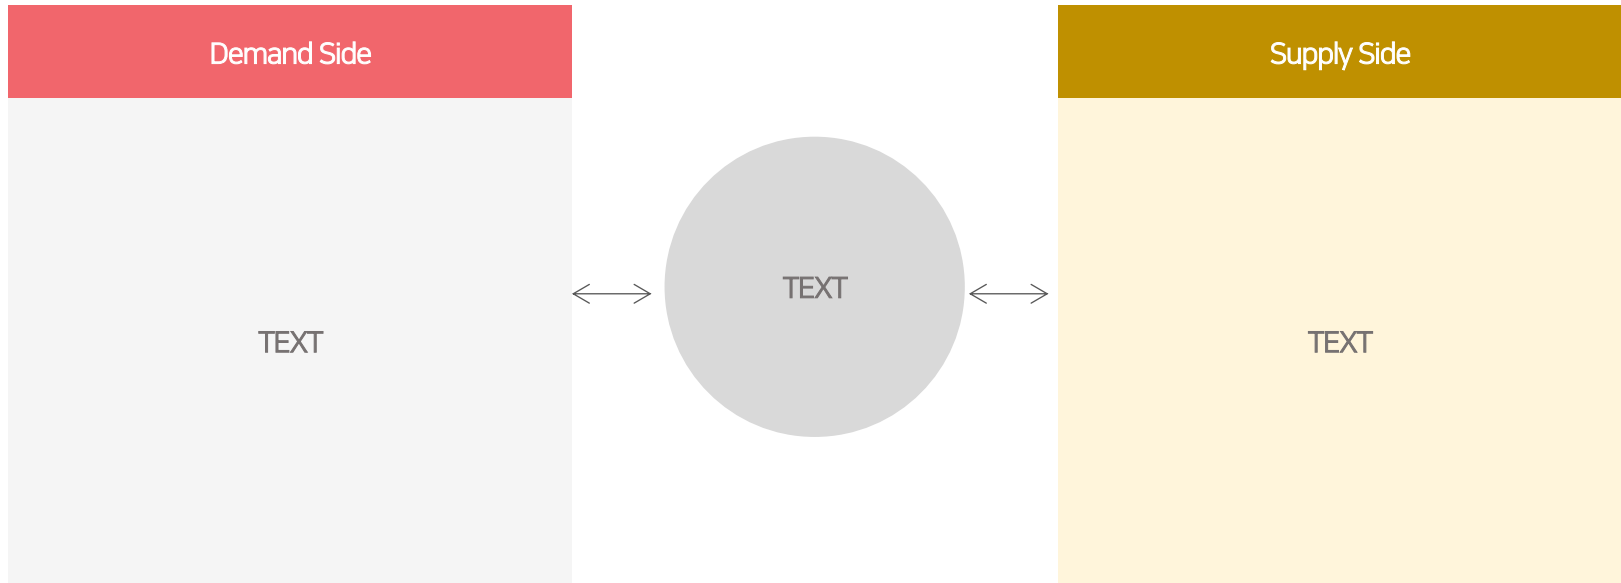 Demand Side
TEXT
TEXT
Supply Side
TEXT